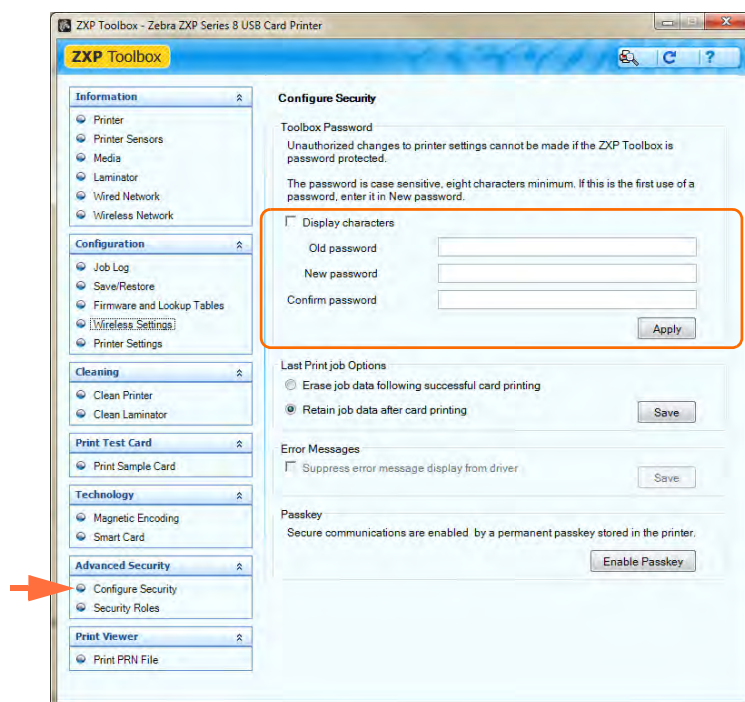 ZXP Toolbox - Zebra ZXP Series 8 USB Card Printer
ZXP Toolbox
?
Information
Printer
Printer Sensors
Media
Laminator
Wired Network
Wireless Network
Configuration
Job Log
Save/Restore
Firmware and Lookup Tables
Wireless Settings
Printer Settings
Cleaning
Clean Printer
Clean Laminator
Print Test Card
Print Sample Card
Technology
Magnetic Encoding
Smart Card
Advanced Security
Configure Security
Security Roles
Print Viewer
Print PRN File
Configure Security
Toolbox Password
Unauthorized changes to printer settings cannot be made if the ZXP Toolbox is
password protected.
The password is case sensitive, eight characters minimum. If this is the first use of a
password, enter it in New password.
Display characters
Old password
New password
Confirm password
Apply
Last Print job Options
Erase job data following successful card printing
Retain job data after card printing
Save
Error Messages
Suppress error message display from driver
Save
Passkey
Secure communications are enabled by a permanent passkey stored in the printer.
Enable Passkey